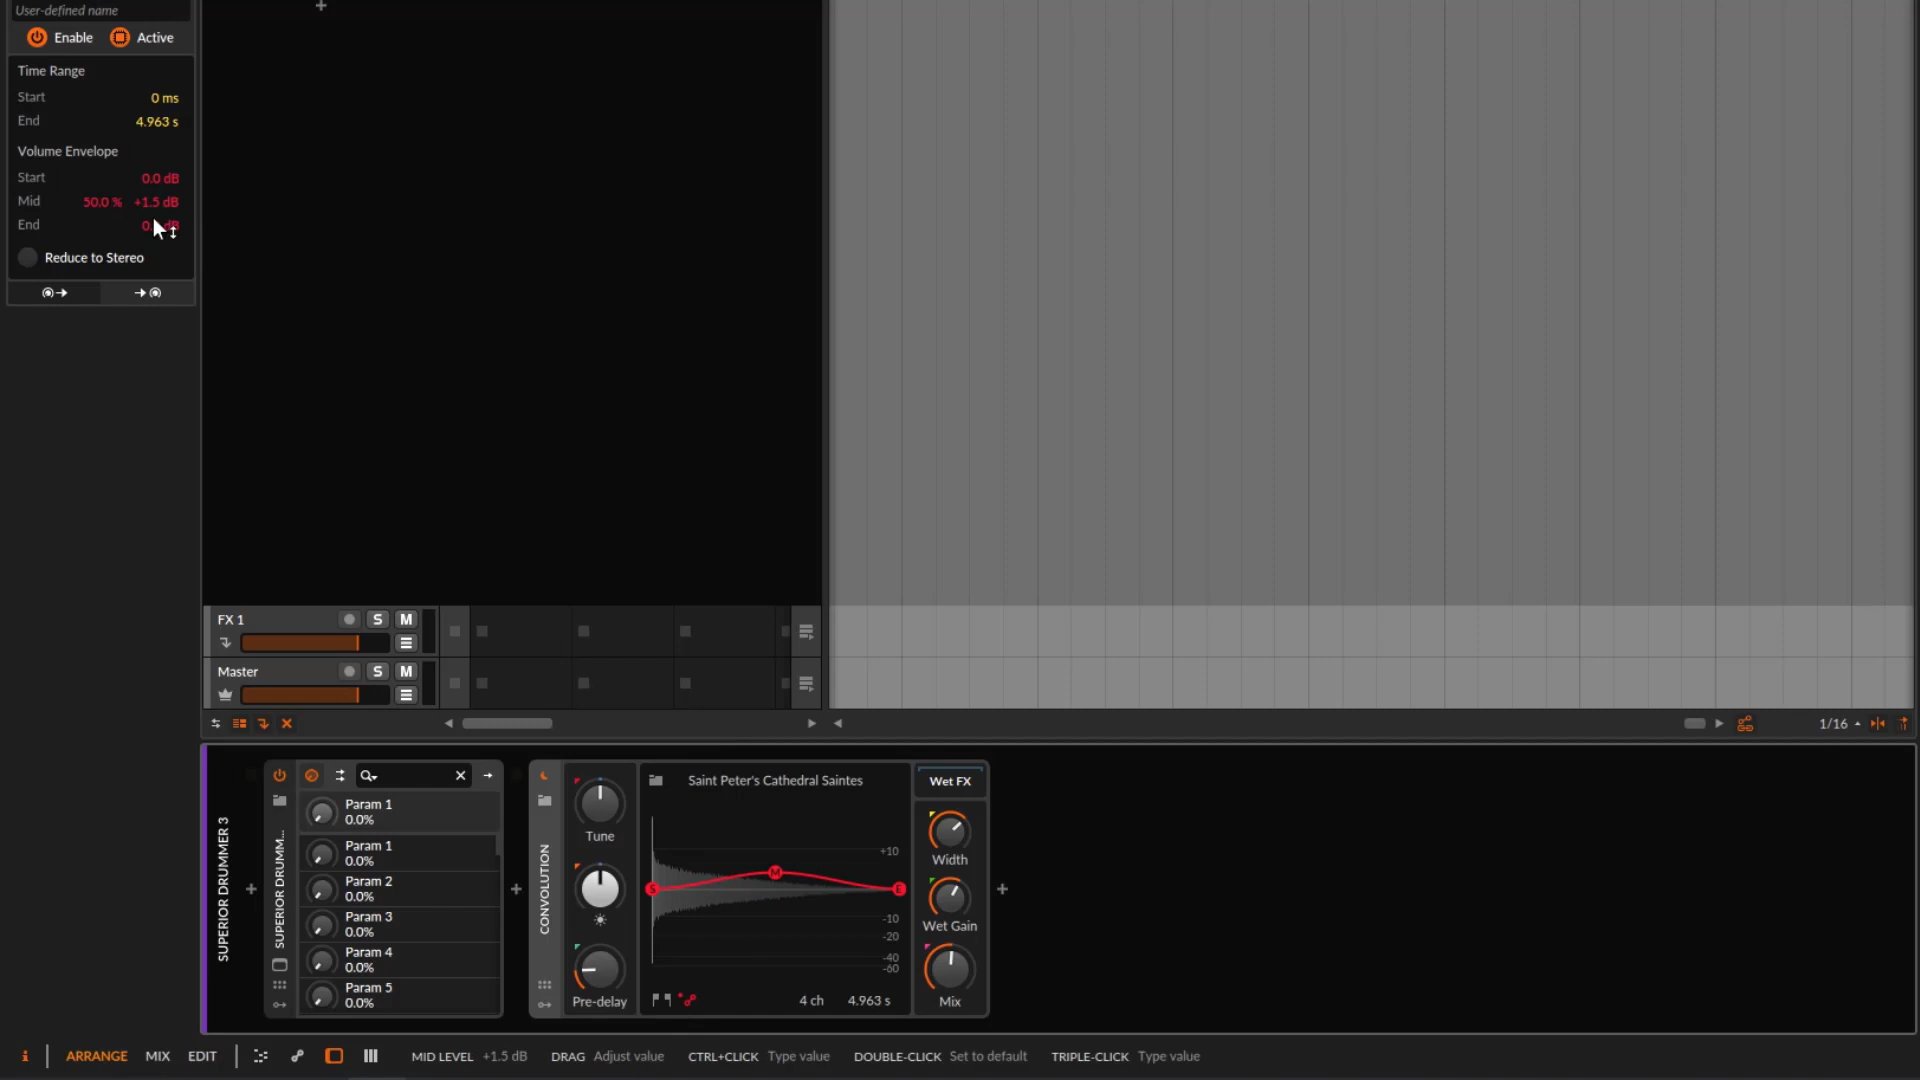 User-defined name
Enable Active
Time Range
Start 0 ms
End 4.963 s
Volume Envelope
Start 0.0 dB
Mid 50.0 % +1.5 dB
End
Reduce to Stereo
FX 1 S M
Master S M
1/16
SUPERIOR DRUMMER 3
SUPERIOR DRUMM...
Param 1
0.0%
Param 1
0.0%
Param 2
0.0%
Param 3
0.0%
Param 4
0.0%
Param 5
0.0%
CONVOLUTION
Tune
Pre-delay
Saint Peter's Cathedral Saintes
+10
-10
-20
-40
-60
S M E
4 ch 4.963 s
Wet FX
Width
Wet Gain
Mix
i ARRANGE MIX EDIT MID LEVEL +1.5 dB DRAG Adjust value CTRL+CLICK Type value DOUBLE-CLICK Set to default TRIPLE-CLICK Type value